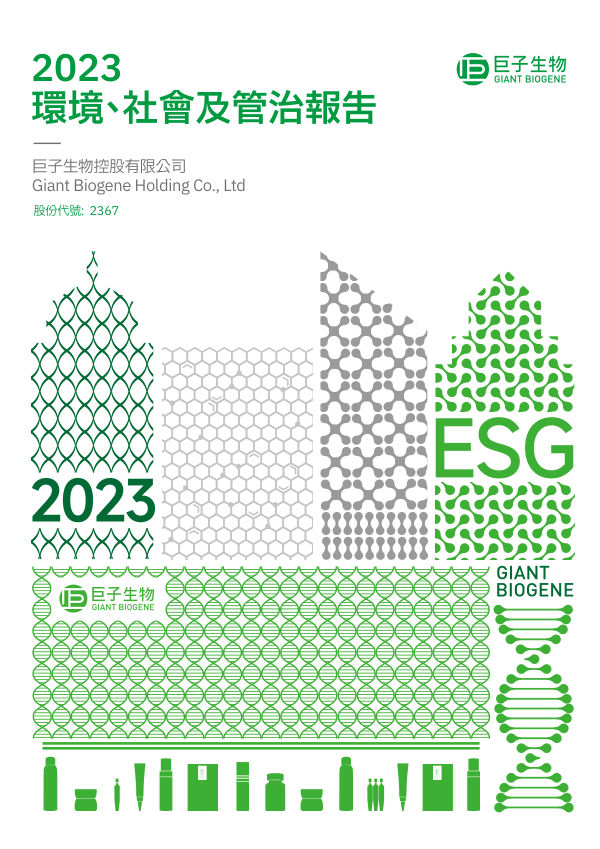 2023
環境、社會及管治報告
巨子生物
GIANT BIOGENE
巨子生物控股有限公司
Giant Biogene Holding Co., Ltd
股份代號: 2367
ESG
2023
巨子生物
GIANT BIOGENE
GIANT
BIOGENE